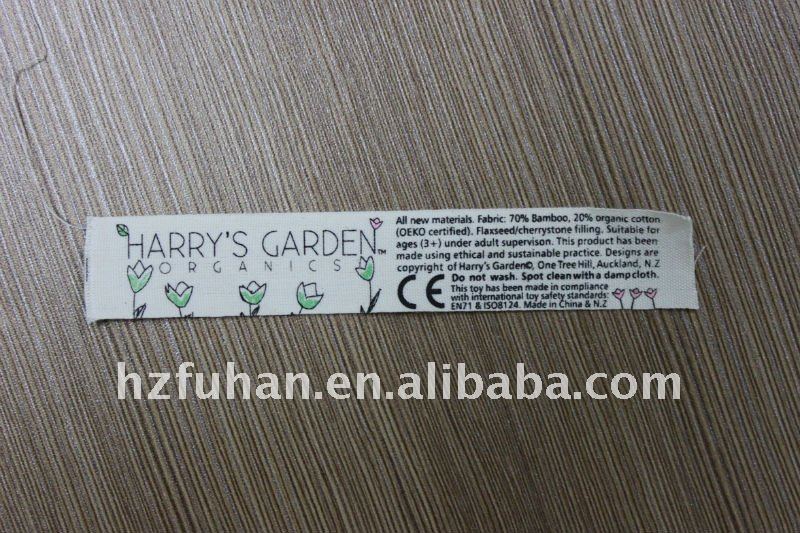 HARRY'S GARDEN™
ORGANICS
All new materials. Fabric: 70% Bamboo, 20% organic cotton
(OEKO certified). Flaxseed/cherrystone filling. Suitable for
ages (3+) under adult supervison. This product has been
made using ethical and sustainable practice. Designs are
copyright of Harry's Garden©, One Tree Hill, Auckland, N.Z
CE
Do not wash. Spot clean with a damp cloth.
This toy has been made in compliance
with international toy safety standards:
EN71 & ISO8124. Made in China & N.Z
hzfuhan.en.alibaba.com